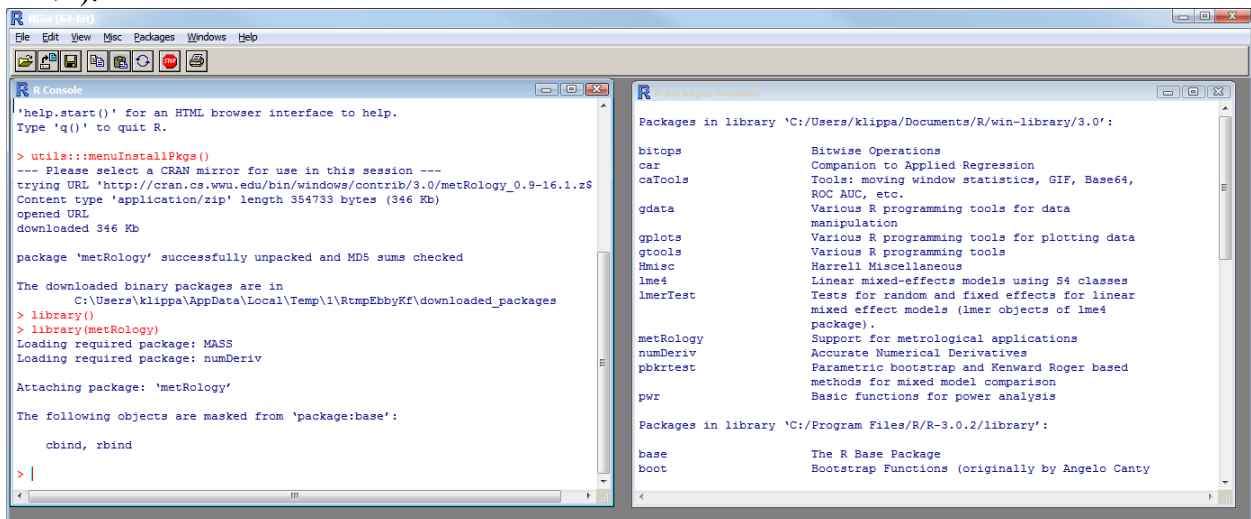 RGui (64-bit)
File Edit View Misc Packages Windows Help
STOP
R Console
'help.start()' for an HTML browser interface to help.
Type 'q()' to quit R.
> utils:::menuInstallPkgs()
--- Please select a CRAN mirror for use in this session ---
trying URL 'http://cran.cs.wwu.edu/bin/windows/contrib/3.0/metRology_0.9-16.1.z$
Content type 'application/zip' length 354733 bytes (346 Kb)
opened URL
downloaded 346 Kb
package ‘metRology’ successfully unpacked and MD5 sums checked
The downloaded binary packages are in
C:\Users\klippa\AppData\Local\Temp\1\RtmpEbbyKf\downloaded_packages
> library()
> library(metRology)
Loading required package: MASS
Loading required package: numDeriv
Attaching package: ‘metRology’
The following objects are masked from ‘package:base’:
cbind, rbind
>
R packages available
Packages in library ‘C:/Users/klippa/Documents/R/win-library/3.0’:
bitops Bitwise Operations
car Companion to Applied Regression
caTools Tools: moving window statistics, GIF, Base64,
ROC AUC, etc.
gdata Various R programming tools for data
manipulation
gplots Various R programming tools for plotting data
gtools Various R programming tools
Hmisc Harrell Miscellaneous
lme4 Linear mixed-effects models using S4 classes
lmerTest Tests for random and fixed effects for linear
mixed effect models (lmer objects of lme4
package).
metRology Support for metrological applications
numDeriv Accurate Numerical Derivatives
pbkrtest Parametric bootstrap and Kenward Roger based
methods for mixed model comparison
pwr Basic functions for power analysis
Packages in library ‘C:/Program Files/R/R-3.0.2/library’:
base The R Base Package
boot Bootstrap Functions (originally by Angelo Canty